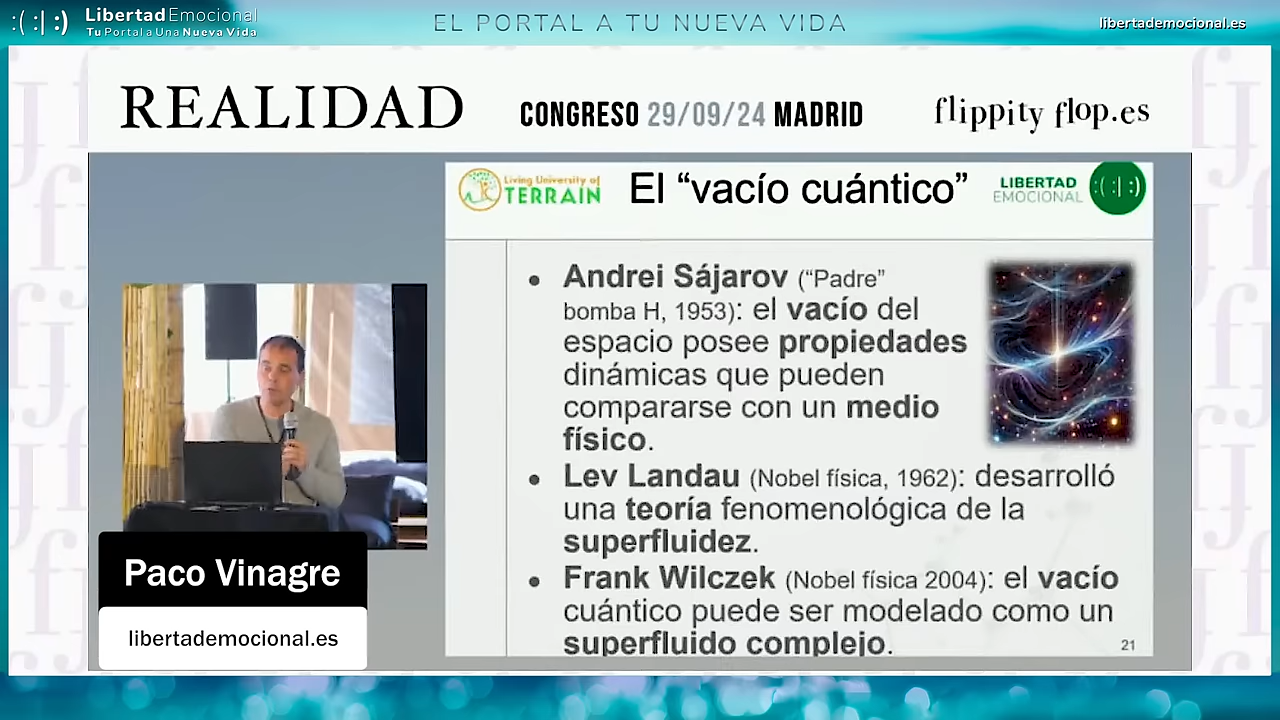 :(|:) LibertadEmocional
Tu Portal a Una Nueva Vida
EL PORTAL A TU NUEVA VIDA
libertademocional.es
REALIDAD
CONGRESO 29/09/24 MADRID
flippity flop.es
Living University of
TERRAIN
El “vacío cuántico”
LIBERTAD
EMOCIONAL
:(|:)
• Andrei Sájarov (“Padre”
bomba H, 1953): el vacío del
espacio posee propiedades
dinámicas que pueden
compararse con un medio
físico.
• Lev Landau (Nobel física, 1962): desarrolló
una teoría fenomenológica de la
superfluidez.
• Frank Wilczek (Nobel física 2004): el vacío
cuántico puede ser modelado como un
superfluido complejo.
21
Paco Vinagre
libertademocional.es